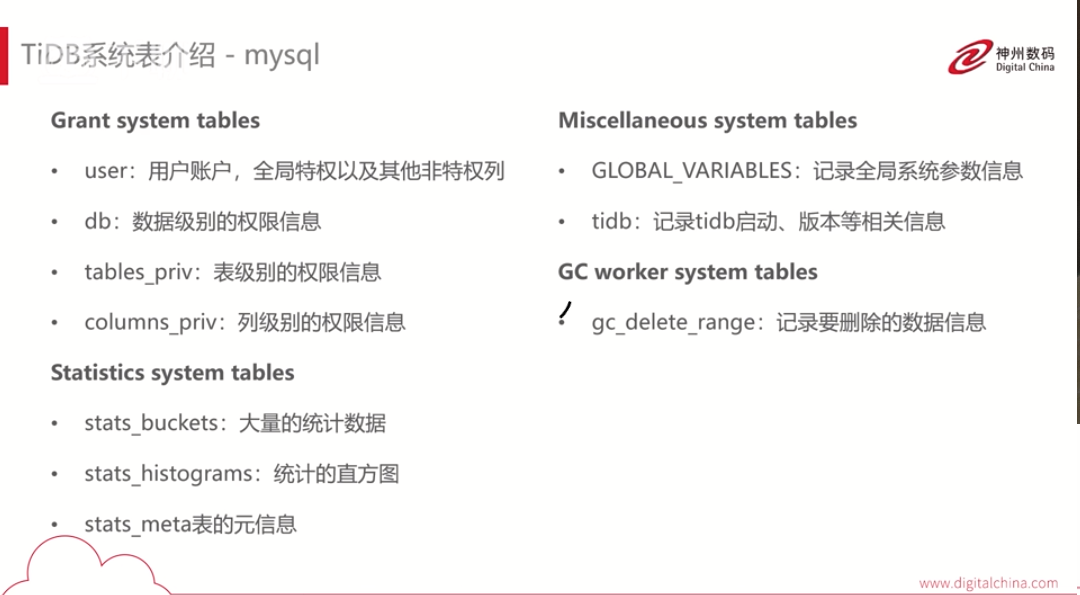 TiDB系统表介绍 - mysql
神州数码
Digital China
Grant system tables
• user：用户账户，全局特权以及其他非特权列
• db：数据级别的权限信息
• tables_priv：表级别的权限信息
• columns_priv：列级别的权限信息
Statistics system tables
• stats_buckets：大量的统计数据
• stats_histograms：统计的直方图
• stats_meta表的元信息
Miscellaneous system tables
• GLOBAL_VARIABLES：记录全局系统参数信息
• tidb：记录tidb启动、版本等相关信息
GC worker system tables
• gc_delete_range：记录要删除的数据信息
www.digitalchina.com